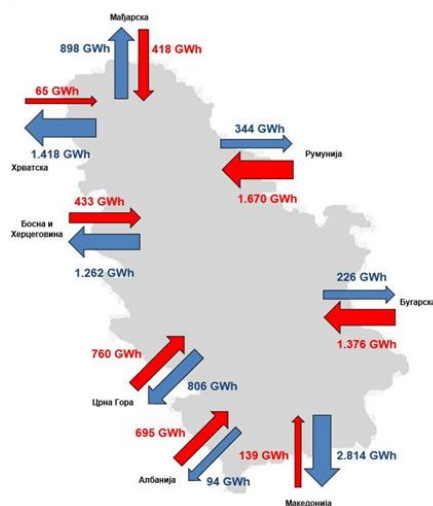 Мађарска
898 GWh
418 GWh
65 GWh
344 GWh
1.418 GWh
Хрватска
Румунија
1.670 GWh
433 GWh
Босна и
Херцеговина
1.262 GWh
226 GWh
Бугарска
1.376 GWh
760 GWh
806 GWh
Црна Гора
695 GWh
139 GWh
2.814 GWh
Албанија
94 GWh
Македонија